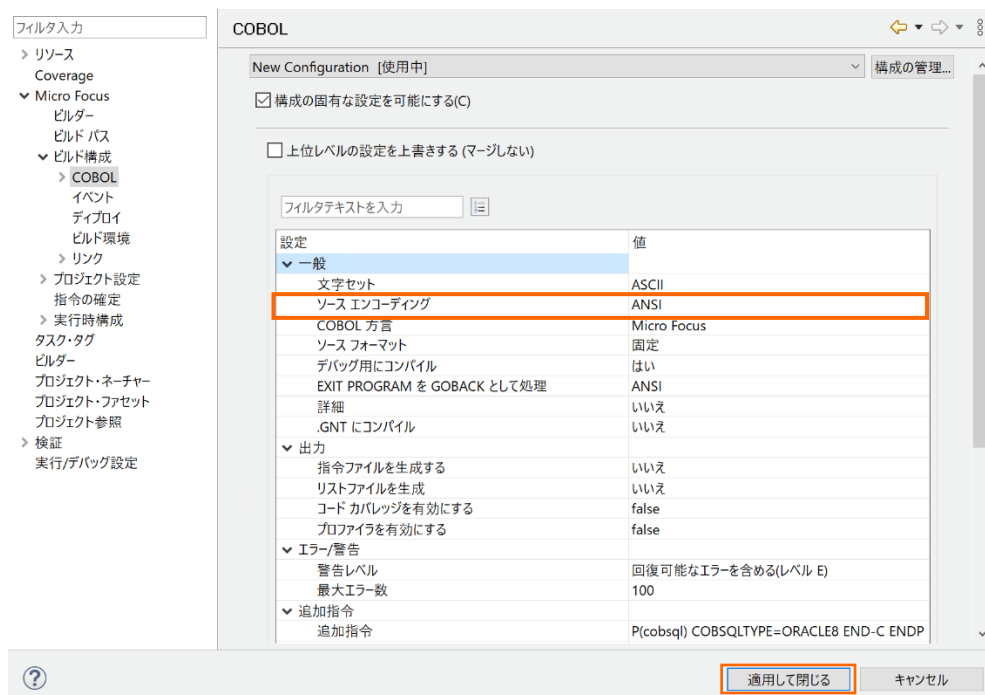 フィルタ入力
リソース
Coverage
Micro Focus
ビルダー
ビルド パス
ビルド構成
COBOL
イベント
ディプロイ
ビルド環境
リンク
プロジェクト設定
指令の確定
実行時構成
タスク・タグ
ビルダー
プロジェクト・ネーチャー
プロジェクト・ファセット
プロジェクト参照
検証
実行/デバッグ設定
COBOL
New Configuration [使用中]
構成の管理...
構成の固有な設定を可能にする(C)
上位レベルの設定を上書きする (マージしない)
フィルタテキストを入力
設定 値
一般
文字セット ASCII
ソース エンコーディング ANSI
COBOL 方言 Micro Focus
ソース フォーマット 固定
デバッグ用にコンパイル はい
EXIT PROGRAM を GOBACK として処理 ANSI
詳細 いいえ
.GNT にコンパイル いいえ
出力
指令ファイルを生成する いいえ
リストファイルを生成 いいえ
コード カバレッジを有効にする false
プロファイラを有効にする false
エラー/警告
警告レベル 回復可能なエラーを含める(レベル E)
最大エラー数 100
追加指令
追加指令 P(cobsql) COBSQLTYPE=ORACLE8 END-C ENDP
適用して閉じる
キャンセル